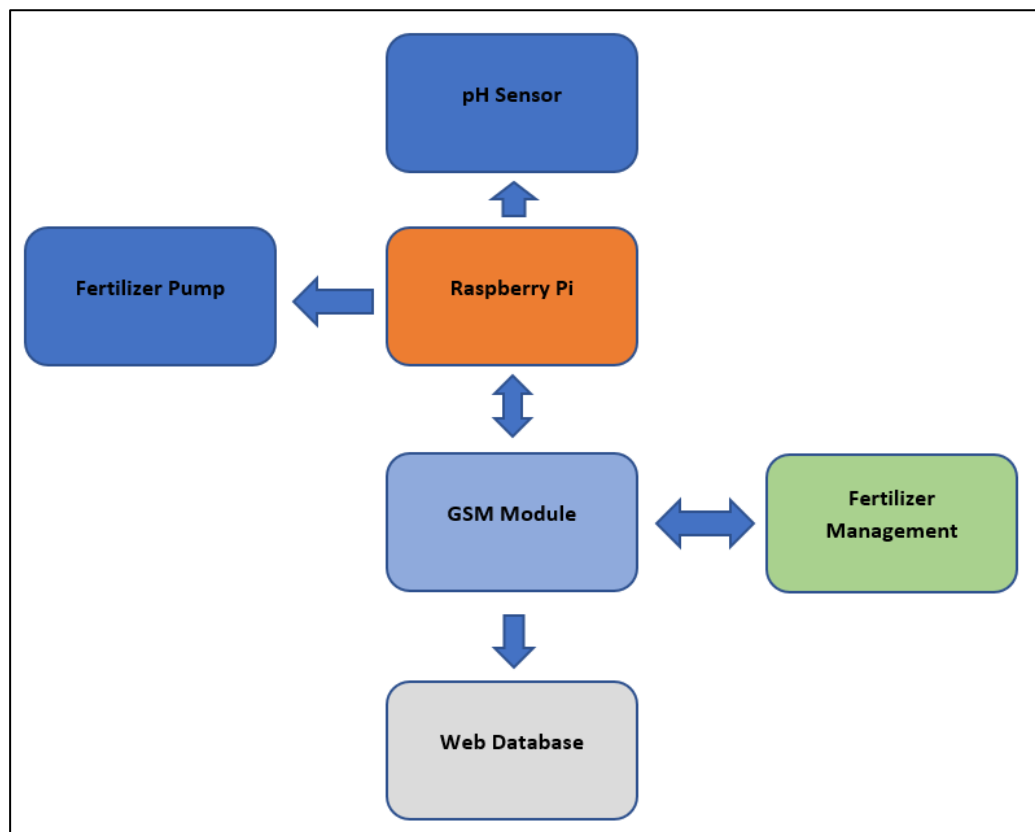 pH Sensor
Fertilizer Pump
Raspberry Pi
GSM Module
Fertilizer
Management
Web Database